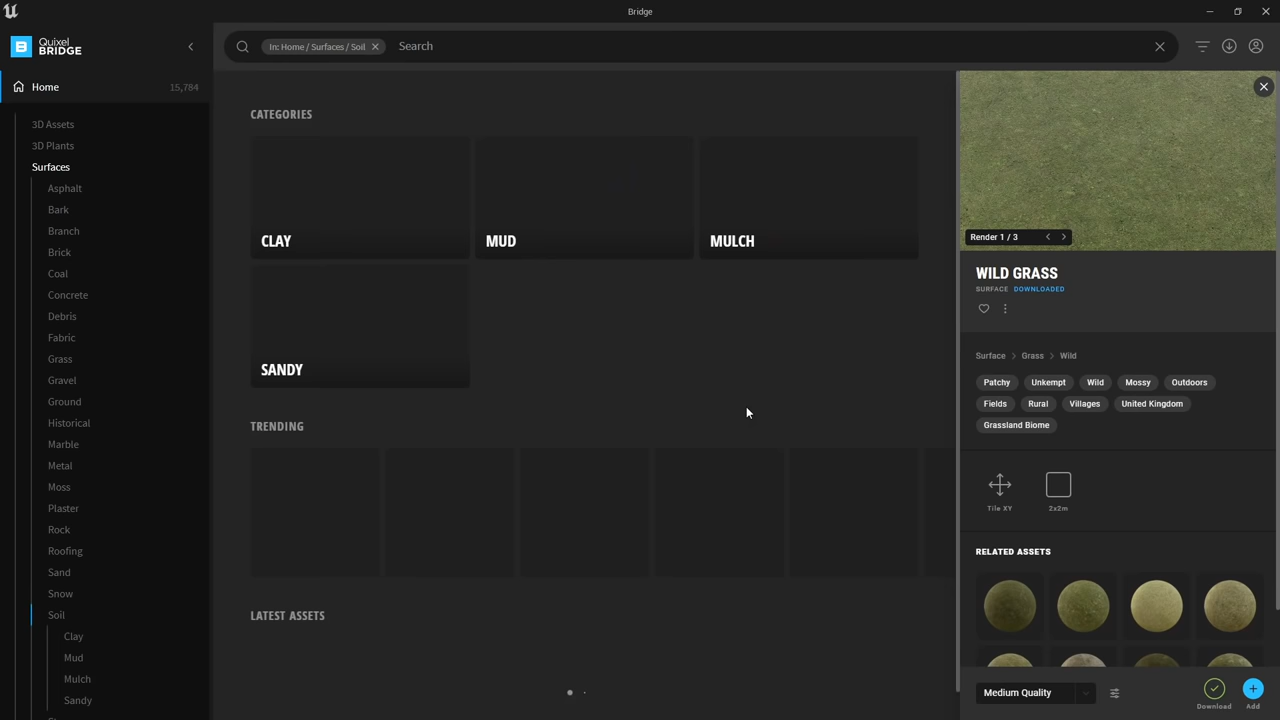 Bridge
Quixel
BRIDGE
In: Home / Surfaces / Soil
Search
Home 15,784
3D Assets
3D Plants
Surfaces
Asphalt
Bark
Branch
Brick
Coal
Concrete
Debris
Fabric
Grass
Gravel
Ground
Historical
Marble
Metal
Moss
Plaster
Rock
Roofing
Sand
Snow
Soil
Clay
Mud
Mulch
Sandy
CATEGORIES
CLAY
MUD
MULCH
SANDY
TRENDING
LATEST ASSETS
Render 1 / 3
WILD GRASS
SURFACE DOWNLOADED
Surface > Grass > Wild
Patchy Unkempt Wild Mossy Outdoors
Fields Rural Villages United Kingdom
Grassland Biome
Tile XY 2x2m
RELATED ASSETS
Medium Quality
Download Add